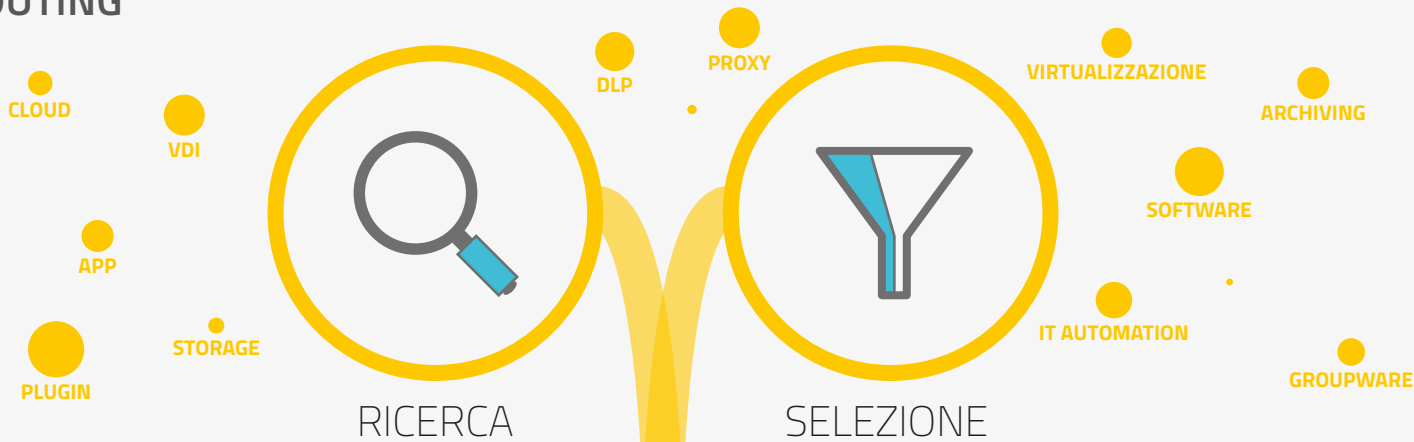 PROXY
DLP
VIRTUALIZZAZIONE
CLOUD
ARCHIVING
VDI
SOFTWARE
APP
IT AUTOMATION
STORAGE
PLUGIN
GROUPWARE
RICERCA
SELEZIONE